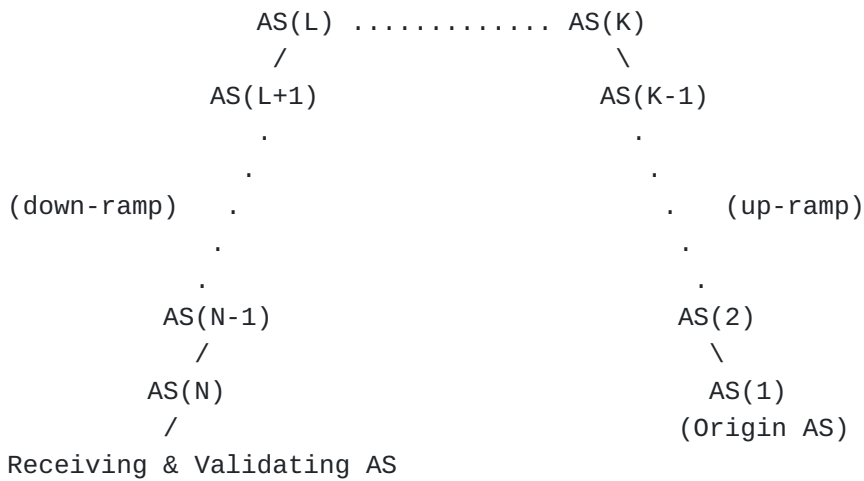 AS(L) ............. AS(K)
/ \
AS(L+1) AS(K-1)
. .
. .
(down-ramp) . . (up-ramp)
. .
. .
AS(N-1) AS(2)
/ \
AS(N) AS(1)
/ (Origin AS)
Receiving & Validating AS